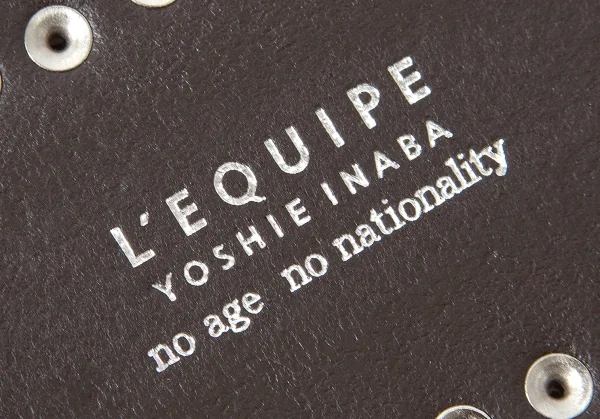 L'EQUIPE
YOSHIE INABA
no age no nationality